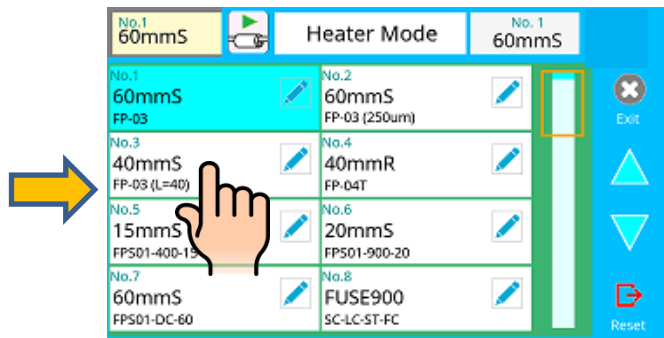 No.1
60mmS
Heater Mode
No. 1
60mmS
No.1
60mmS
FP-03
No.2
60mmS
FP-03 (250um)
Exit
No.3
40mmS
FP-03 (L=40)
No.4
40mmR
FP-04T
No.5
15mmS
FPS01-400-15
No.6
20mmS
FPS01-900-20
No.7
60mmS
FPS01-DC-60
No.8
FUSE900
SC-LC-ST-FC
Reset